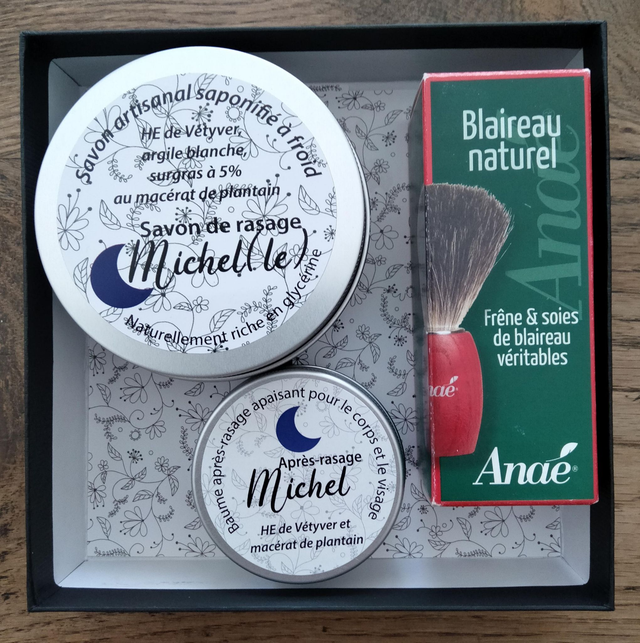 Savon artisanal saponifié à froid
HE de Vétyver,
argile blanche,
surgras à 5%
au macérat de plantain
Savon de rasage
Michel(le)
Naturellement riche en glycérine
Baume après-rasage apaisant pour le corps et le visage
Après-rasage
Michel
HE de Vétyver et
macérat de plantain
Blaireau
naturel
Anaé
Frêne & soies
de blaireau
véritables
naé
Anaé®